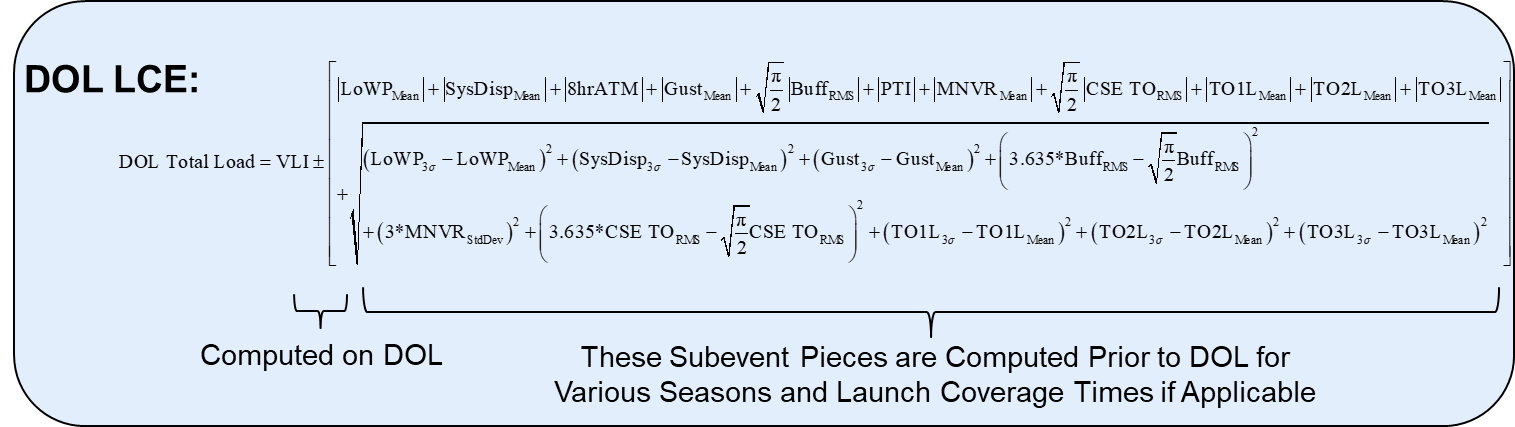 DOL LCE:
|LoWP_Mean| + |SysDisp_Mean| + |8hrATM| + |Gust_Mean| + √(π/2) |Buff_RMS| + |PTI| + |MNVR_Mean| + √(π/2) |CSE TO_RMS| + |TO1L_Mean| + |TO2L_Mean| + |TO3L_Mean|
DOL Total Load = VLI ± [ + √ (LoWP_3σ − LoWP_Mean)² + (SysDisp_3σ − SysDisp_Mean)² + (Gust_3σ − Gust_Mean)² + (3.635*Buff_RMS − √(π/2) Buff_RMS)²
+ (3*MNVR_StdDev)² + (3.635*CSE TO_RMS − √(π/2) CSE TO_RMS)² + (TO1L_3σ − TO1L_Mean)² + (TO2L_3σ − TO2L_Mean)² + (TO3L_3σ − TO3L_Mean)² ]
Computed on DOL
These Subevent Pieces are Computed Prior to DOL for
Various Seasons and Launch Coverage Times if Applicable